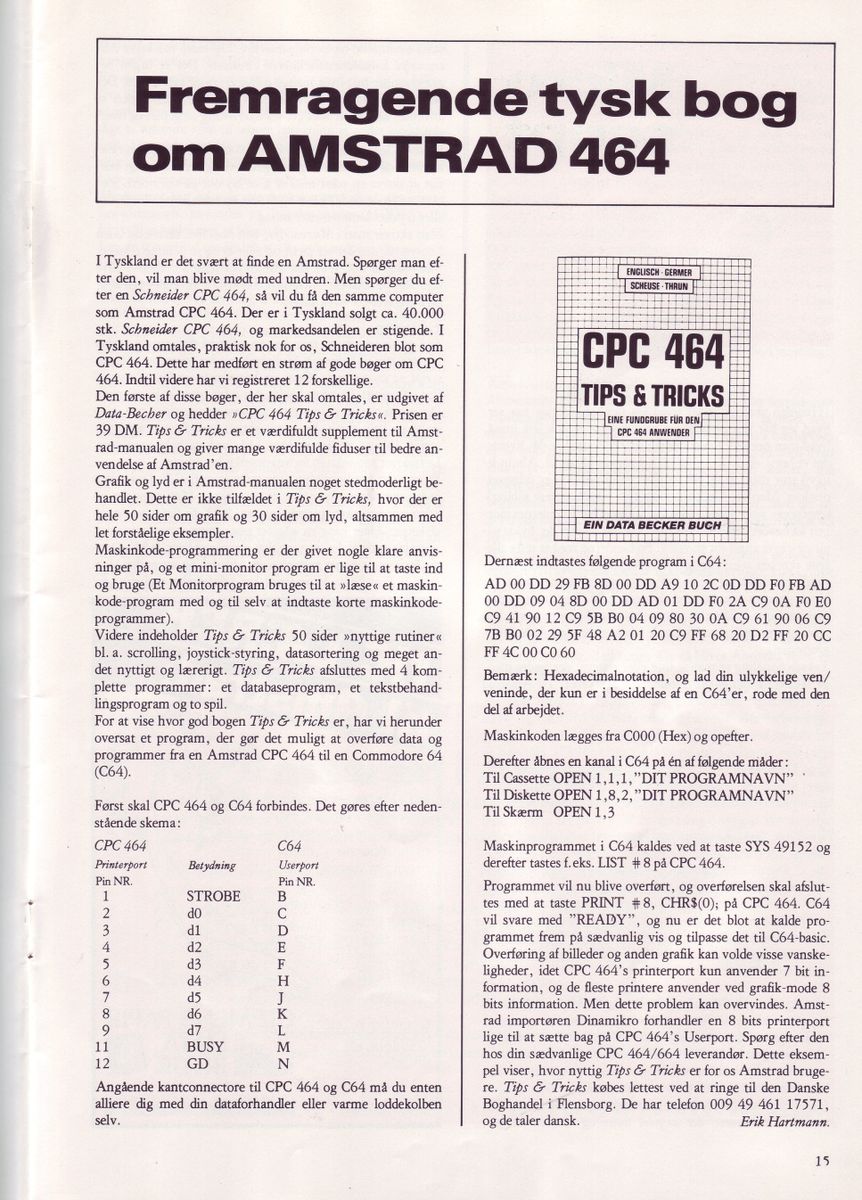 Fremragende tysk bog
om AMSTRAD 464
I Tyskland er det svært at finde en Amstrad. Spørger man ef-
ter den, vil man blive mødt med undren. Men spørger du ef-
ter en Schneider CPC 464, så vil du få den samme computer
som Amstrad CPC 464. Der er i Tyskland solgt ca. 40.000
stk. Schneider CPC 464, og markedsandelen er stigende. I
Tyskland omtales, praktisk nok for os, Schneideren blot som
CPC 464. Dette har medført en strøm af gode bøger om CPC
464. Indtil videre har vi registreret 12 forskellige.
Den første af disse bøger, der her skal omtales, er udgivet af
Data-Becher og hedder »CPC 464 Tips & Tricks«. Prisen er
39 DM. Tips & Tricks er et værdifuldt supplement til Amst-
rad-manualen og giver mange værdifulde fiduser til bedre an-
vendelse af Amstrad'en.
Grafik og lyd er i Amstrad-manualen noget stedmoderligt be-
handlet. Dette er ikke tilfældet i Tips & Tricks, hvor der er
hele 50 sider om grafik og 30 sider om lyd, altsammen med
let forståelige eksempler.
Maskinkode-programmering er der givet nogle klare anvis-
ninger på, og et mini-monitor program er lige til at taste ind
og bruge (Et Monitorprogram bruges til at »læse« et maskin-
kode-program med og til selv at indtaste korte maskinkode-
programmer).
Videre indeholder Tips & Tricks 50 sider »nyttige rutiner«
bl. a. scrolling, joystick-styring, datasortering og meget an-
det nyttigt og lærerigt. Tips & Tricks afsluttes med 4 kom-
plette programmer: et databaseprogram, et tekstbehand-
lingsprogram og to spil.
For at vise hvor god bogen Tips & Tricks er, har vi herunder
oversat et program, der gør det muligt at overføre data og
programmer fra en Amstrad CPC 464 til en Commodore 64
(C64).
Først skal CPC 464 og C64 forbindes. Det gøres efter neden-
stående skema:
CPC 464 C64
Printerport Betydning Userport
Pin NR. Pin NR.
1 STROBE B
2 d0 C
3 d1 D
4 d2 E
5 d3 F
6 d4 H
7 d5 J
8 d6 K
9 d7 L
11 BUSY M
12 GD N
Angående kantconnectore til CPC 464 og C64 må du enten
alliere dig med din dataforhandler eller varme loddekolben
selv.
ENGLISCH · GERMER
SCHEUSE · THRUN
CPC 464
TIPS & TRICKS
EINE FUNDGRUBE FÜR DEN
CPC 464 ANWENDER
EIN DATA BECKER BUCH
Dernæst indtastes følgende program i C64:
AD 00 DD 29 FB 8D 00 DD A9 10 2C 0D DD F0 FB AD
00 DD 09 04 8D 00 DD AD 01 DD F0 2A C9 0A F0 E0
C9 41 90 12 C9 5B B0 04 09 80 30 0A C9 61 90 06 C9
7B B0 02 29 5F 48 A2 01 20 C9 FF 68 20 D2 FF 20 CC
FF 4C 00 C0 60
Bemærk: Hexadecimalnotation, og lad din ulykkelige ven/
veninde, der kun er i besiddelse af en C64'er, rode med den
del af arbejdet.
Maskinkoden lægges fra C000 (Hex) og opefter.
Derefter åbnes en kanal i C64 på én af følgende måder:
Til Cassette OPEN 1,1,1,"DIT PROGRAMNAVN"
Til Diskette OPEN 1,8,2,"DIT PROGRAMNAVN"
Til Skærm OPEN 1,3
Maskinprogrammet i C64 kaldes ved at taste SYS 49152 og
derefter tastes f.eks. LIST #8 på CPC 464.
Programmet vil nu blive overført, og overførelsen skal afslut-
tes med at taste PRINT #8, CHR$(0); på CPC 464. C64
vil svare med "READY", og nu er det blot at kalde pro-
grammet frem på sædvanlig vis og tilpasse det til C64-basic.
Overføring af billeder og anden grafik kan volde visse vanske-
ligheder, idet CPC 464's printerport kun anvender 7 bit in-
formation, og de fleste printere anvender ved grafik-mode 8
bits information. Men dette problem kan overvindes. Amst-
rad importøren Dinamikro forhandler en 8 bits printerport
lige til at sætte bag på CPC 464's Userport. Spørg efter den
hos din sædvanlige CPC 464/664 leverandør. Dette eksem-
pel viser, hvor nyttig Tips & Tricks er for os Amstrad bruge-
re. Tips & Tricks købes lettest ved at ringe til den Danske
Boghandel i Flensborg. De har telefon 009 49 461 17571,
og de taler dansk. Erik Hartmann.
15